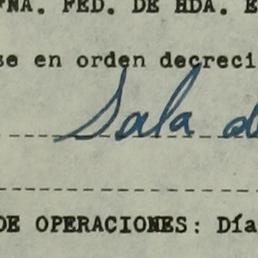 FNA. FED. DE HDA. E
se en orden decreci
Sala d
DE OPERACIONES: Día